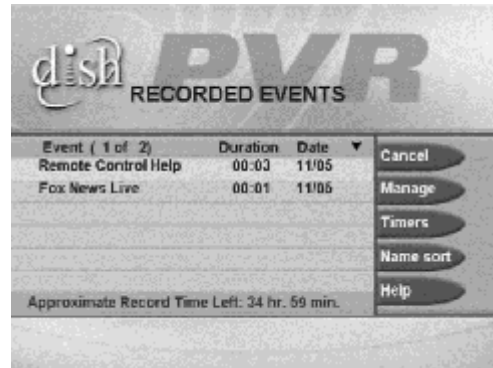 dish
PVR
RECORDED EVENTS
Event ( 1 of 2) Duration Date
Remote Control Help 00:03 11/05
Fox News Live 00:01 11/05
Approximate Record Time Left: 34 hr. 59 min.
Cancel
Manage
Timers
Name sort
Help